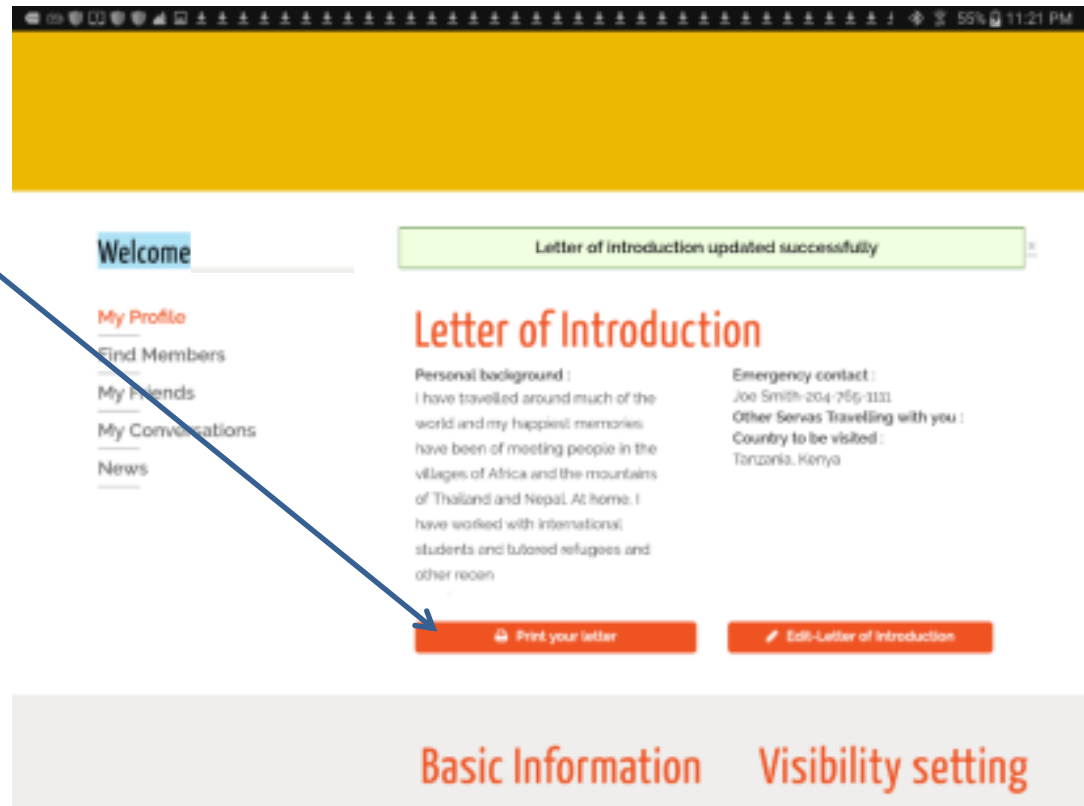 55% 11:21 PM
Welcome
Letter of introduction updated successfully
x
My Profile
Find Members
My Friends
My Conversations
News
Letter of Introduction
Personal background :
I have travelled around much of the
world and my happiest memories
have been of meeting people in the
villages of Africa and the mountains
of Thailand and Nepal. At home, I
have worked with international
students and tutored refugees and
other recen
Emergency contact :
Joe Smith-204-765-1111
Other Servas Travelling with you :
Country to be visited :
Tanzania, Kenya
Print your letter
Edit-Letter of Introduction
Basic Information
Visibility setting